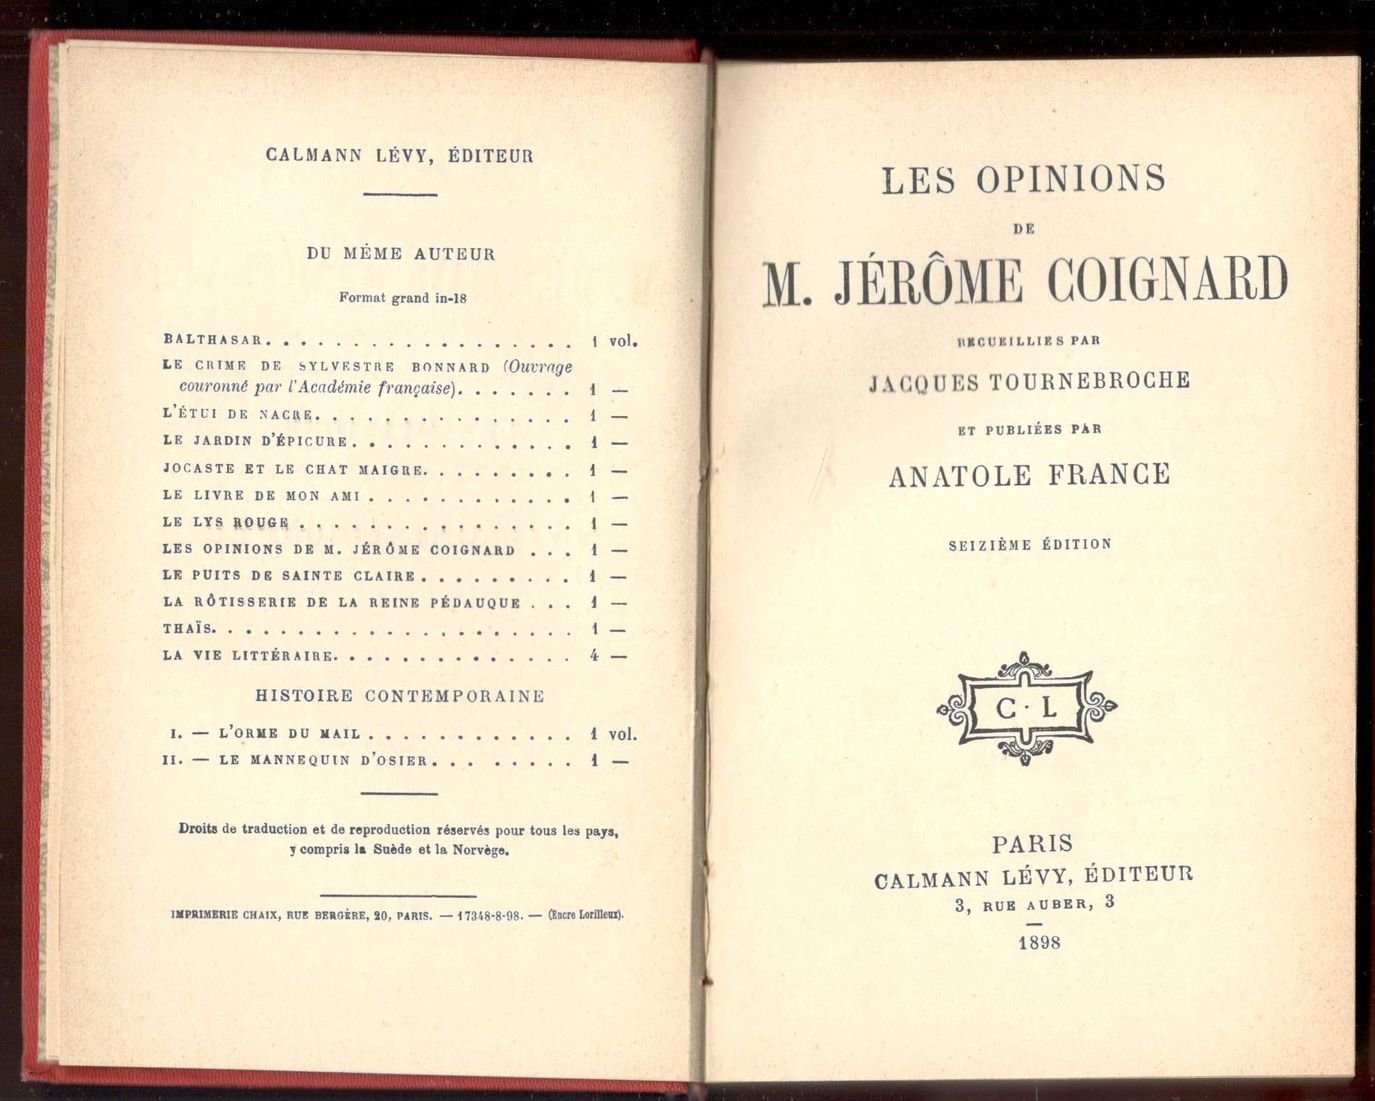 CALMANN LÉVY, ÉDITEUR
DU MÊME AUTEUR
Format grand in-18
BALTHASAR. . . . . . . . . . . . . . . . . . 1 vol.
LE CRIME DE SYLVESTRE BONNARD (Ouvrage
couronné par l'Académie française). . . . . . . 1 —
L'ÉTUI DE NACRE. . . . . . . . . . . . . . . 1 —
LE JARDIN D'ÉPICURE. . . . . . . . . . . . . 1 —
JOCASTE ET LE CHAT MAIGRE. . . . . . . . . 1 —
LE LIVRE DE MON AMI . . . . . . . . . . . . 1 —
LE LYS ROUGE . . . . . . . . . . . . . . . . 1 —
LES OPINIONS DE M. JÉRÔME COIGNARD . . . 1 —
LE PUITS DE SAINTE CLAIRE . . . . . . . . . 1 —
LA RÔTISSERIE DE LA REINE PÉDAUQUE . . . 1 —
THAÏS. . . . . . . . . . . . . . . . . . . . . 1 —
LA VIE LITTÉRAIRE. . . . . . . . . . . . . . 4 —
HISTOIRE CONTEMPORAINE
I. — L'ORME DU MAIL . . . . . . . . . . . . 1 vol.
II. — LE MANNEQUIN D'OSIER. . . . . . . . . 1 —
Droits de traduction et de reproduction réservés pour tous les pays,
y compris la Suède et la Norvège.
IMPRIMERIE CHAIX, RUE BERGÈRE, 20, PARIS. — 17348-8-98. — (Encre Lorilleux).
LES OPINIONS
DE
M. JÉRÔME COIGNARD
RECUEILLIES PAR
JACQUES TOURNEBROCHE
ET PUBLIÉES PAR
ANATOLE FRANCE
SEIZIÈME ÉDITION
C · L
PARIS
CALMANN LÉVY, ÉDITEUR
3, RUE AUBER, 3
1898